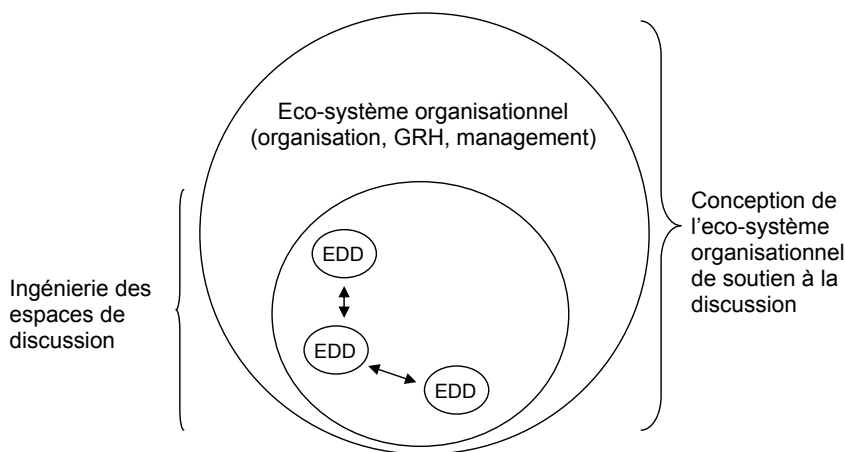 Eco-système organisationnel
(organisation, GRH, management)
Conception de
l'eco-système
organisationnel
de soutien à la
discussion
EDD
Ingénierie des
espaces de
discussion
EDD
EDD